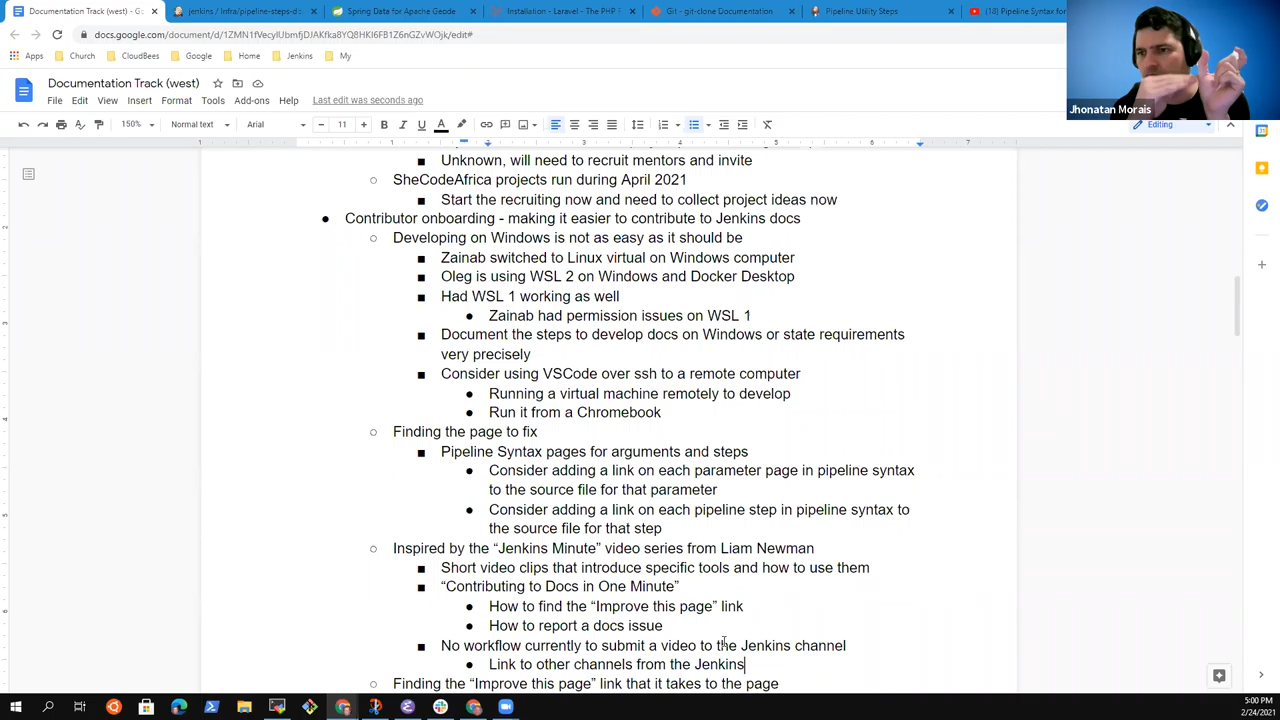 Documentation Track (west) - Go
jenkins / Infra/pipeline-steps-d
Spring Data for Apache Geode
Installation - Laravel - The PHP F
Git - git-clone Documentation
Pipeline Utility Steps
(18) Pipeline Syntax for
docs.google.com/document/d/1ZMN1fVecylUbmfjDJAKfka8YQ8HKI6FB1Z6nGZvWOjk/edit#
Apps
Church
CloudBees
Google
Home
Jenkins
My
Jhonatan Morais
Documentation Track (west)
File Edit View Insert Format Tools Add-ons Help Last edit was seconds ago
150% Normal text Arial 11 Editing
Unknown, will need to recruit mentors and invite
SheCodeAfrica projects run during April 2021
Start the recruiting now and need to collect project ideas now
Contributor onboarding - making it easier to contribute to Jenkins docs
Developing on Windows is not as easy as it should be
Zainab switched to Linux virtual on Windows computer
Oleg is using WSL 2 on Windows and Docker Desktop
Had WSL 1 working as well
Zainab had permission issues on WSL 1
Document the steps to develop docs on Windows or state requirements
very precisely
Consider using VSCode over ssh to a remote computer
Running a virtual machine remotely to develop
Run it from a Chromebook
Finding the page to fix
Pipeline Syntax pages for arguments and steps
Consider adding a link on each parameter page in pipeline syntax
to the source file for that parameter
Consider adding a link on each pipeline step in pipeline syntax to
the source file for that step
Inspired by the “Jenkins Minute” video series from Liam Newman
Short video clips that introduce specific tools and how to use them
“Contributing to Docs in One Minute”
How to find the “Improve this page” link
How to report a docs issue
No workflow currently to submit a video to the Jenkins channel
Link to other channels from the Jenkins
Finding the “Improve this page” link that it takes to the page
5:00 PM
2/24/2021